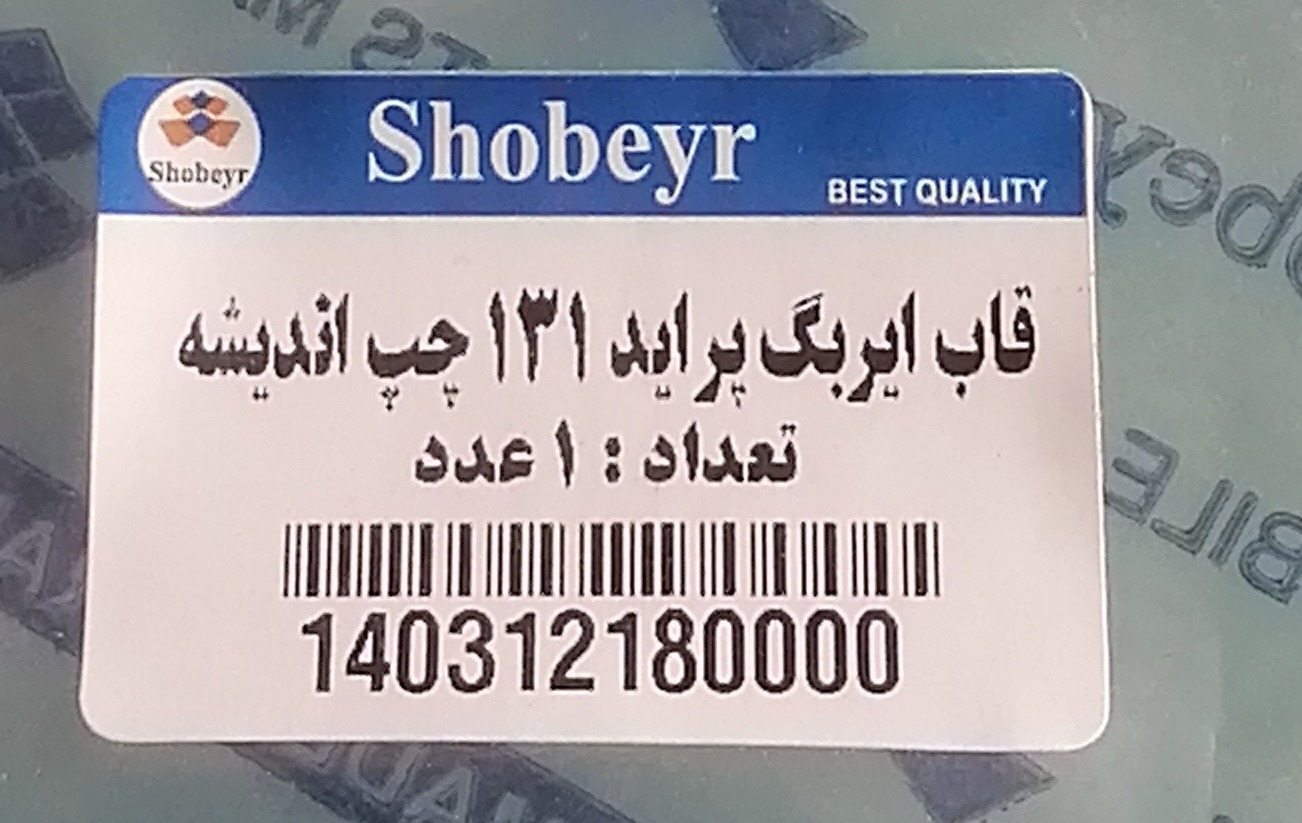 Shobeyr
Shobeyr
BEST QUALITY
قاب ایربگ پراید ۱۳۱ چپ اندیشه
تعداد : ۱ عدد
140312180000